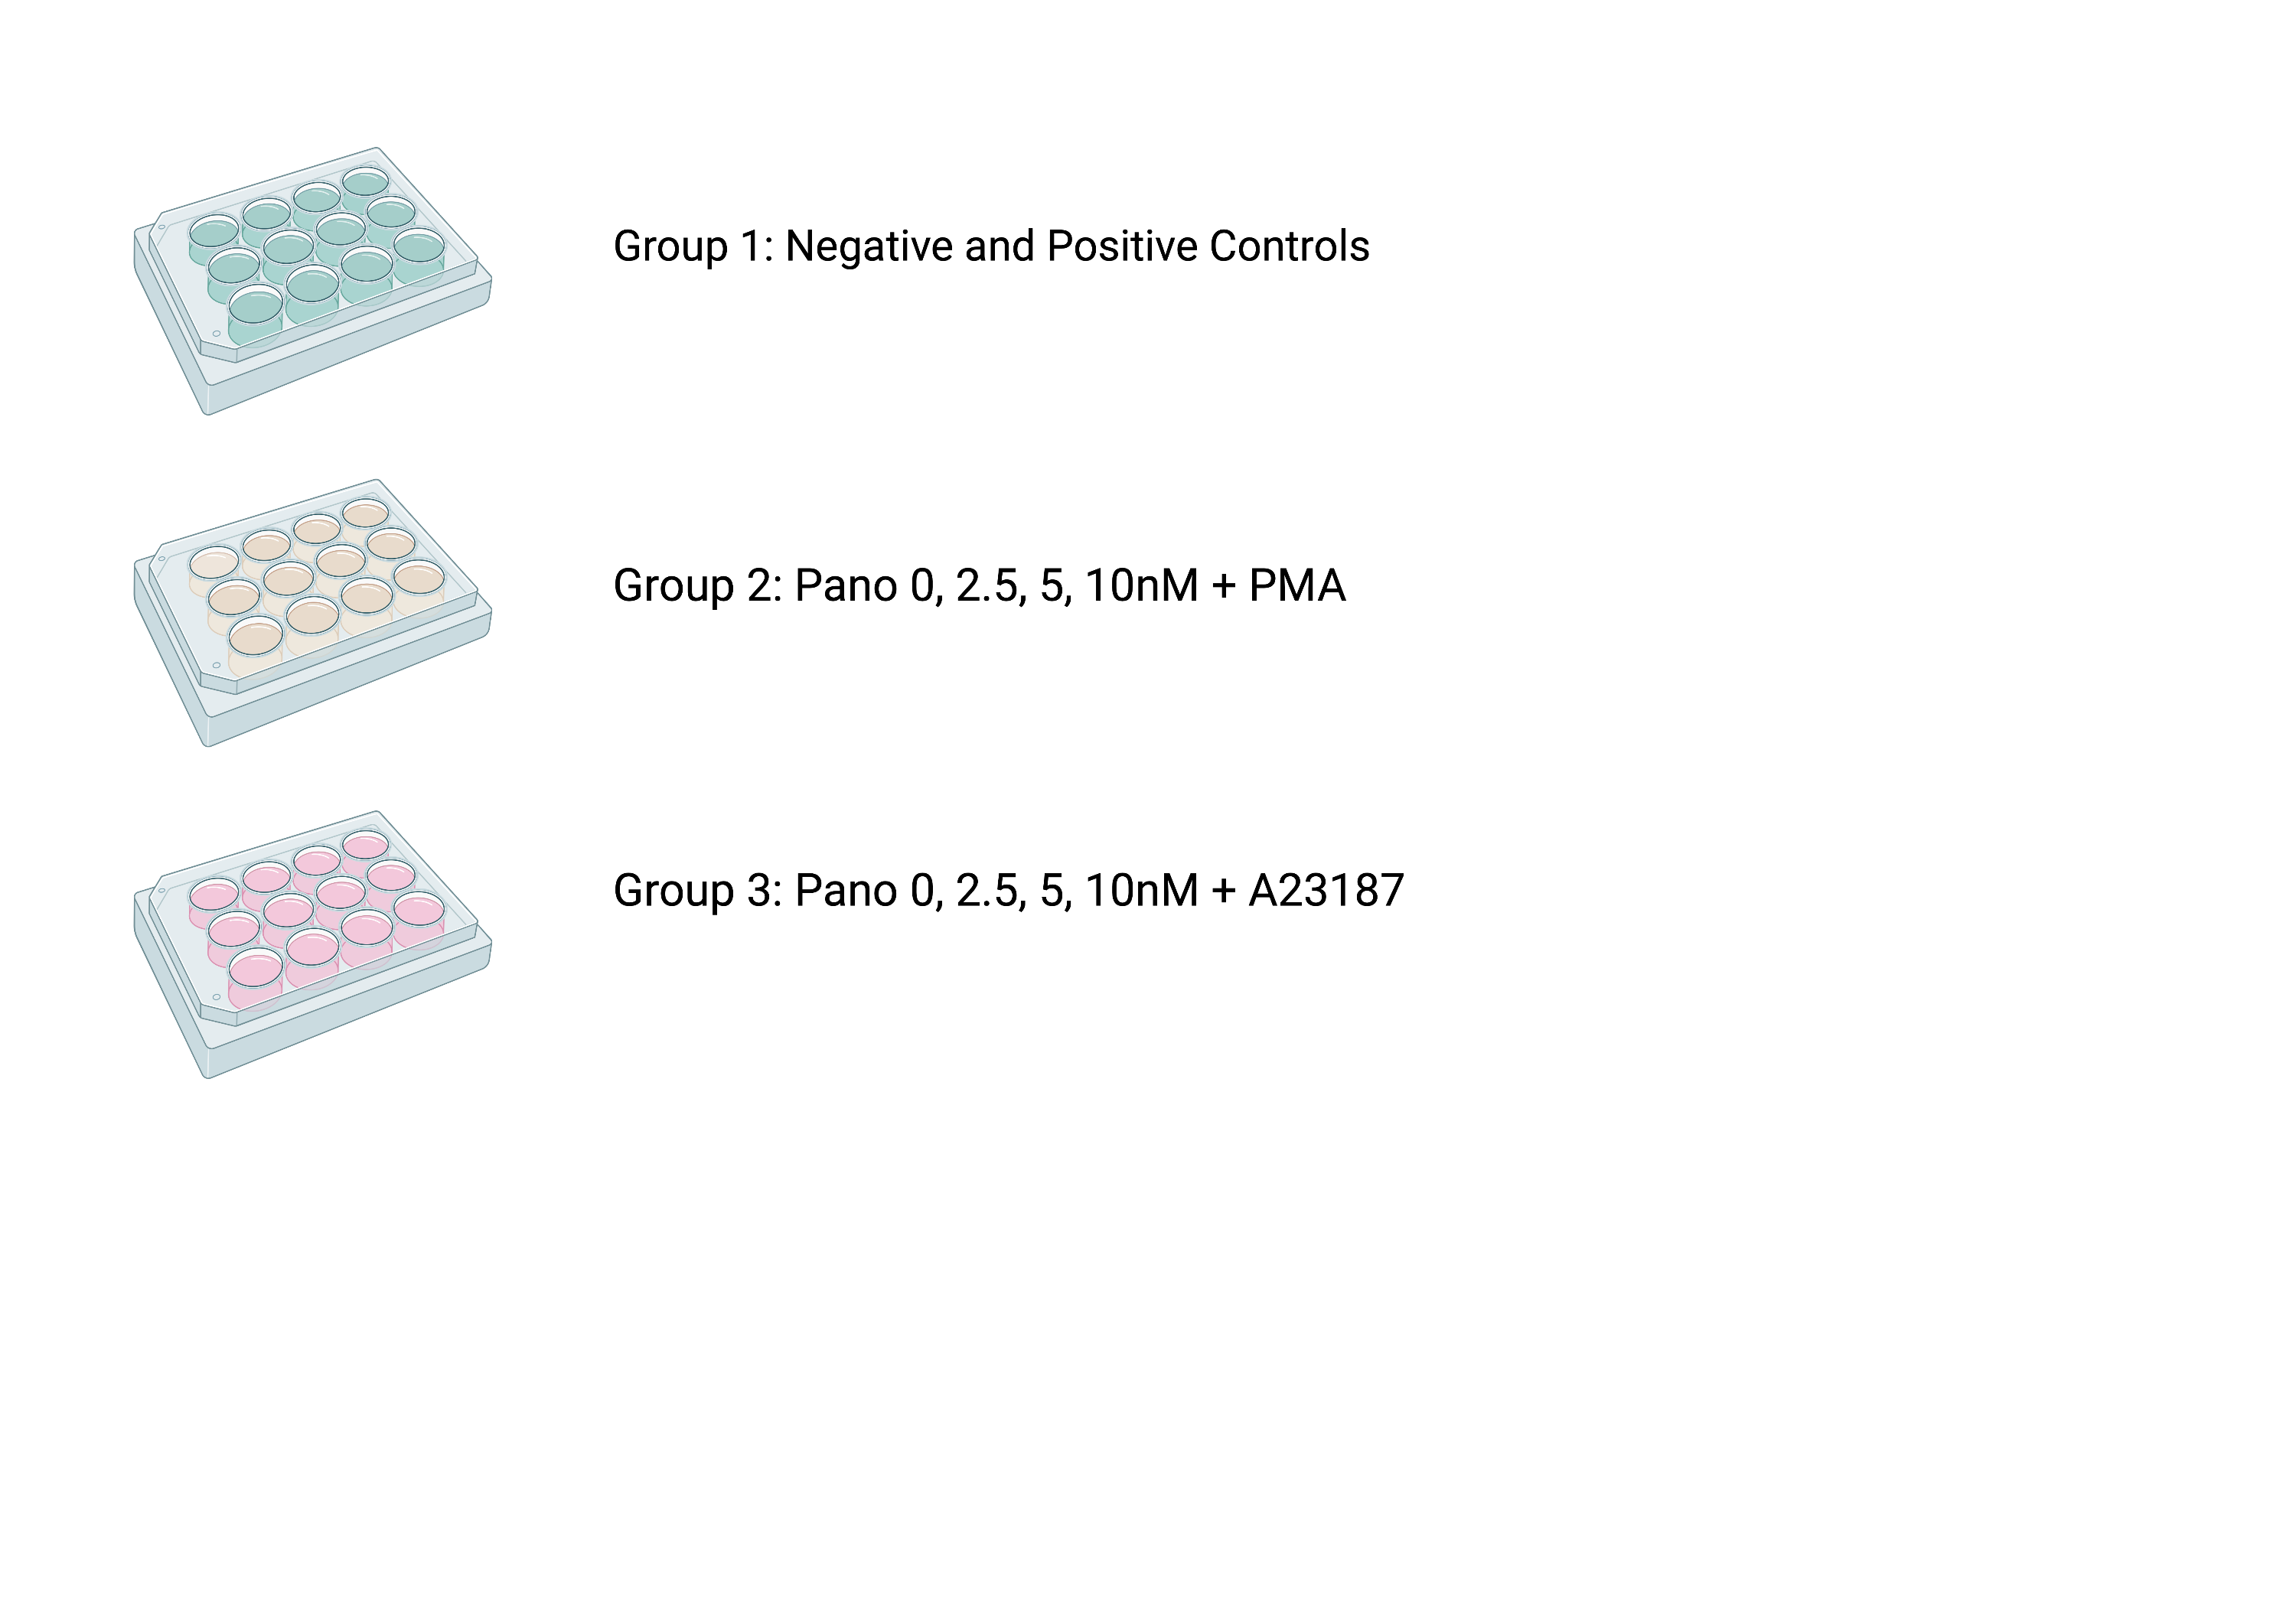 Group 1: Negative and Positive Controls
Group 2: Pano 0, 2.5, 5, 10nM + PMA
Group 3: Pano 0, 2.5, 5, 10nM + A23187